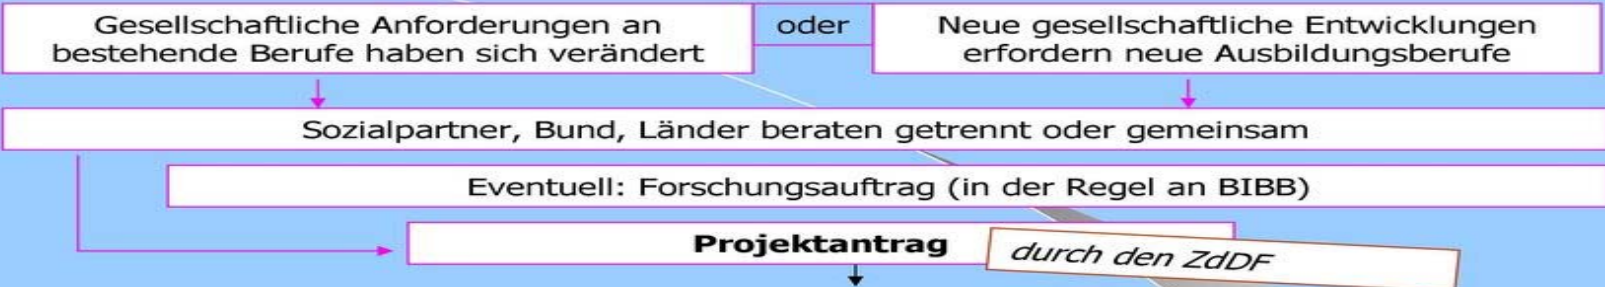 Gesellschaftliche Anforderungen an
bestehende Berufe haben sich verändert
oder
Neue gesellschaftliche Entwicklungen
erfordern neue Ausbildungsberufe
Sozialpartner, Bund, Länder beraten getrennt oder gemeinsam
Eventuell: Forschungsauftrag (in der Regel an BIBB)
Projektantrag
durch den ZdDF